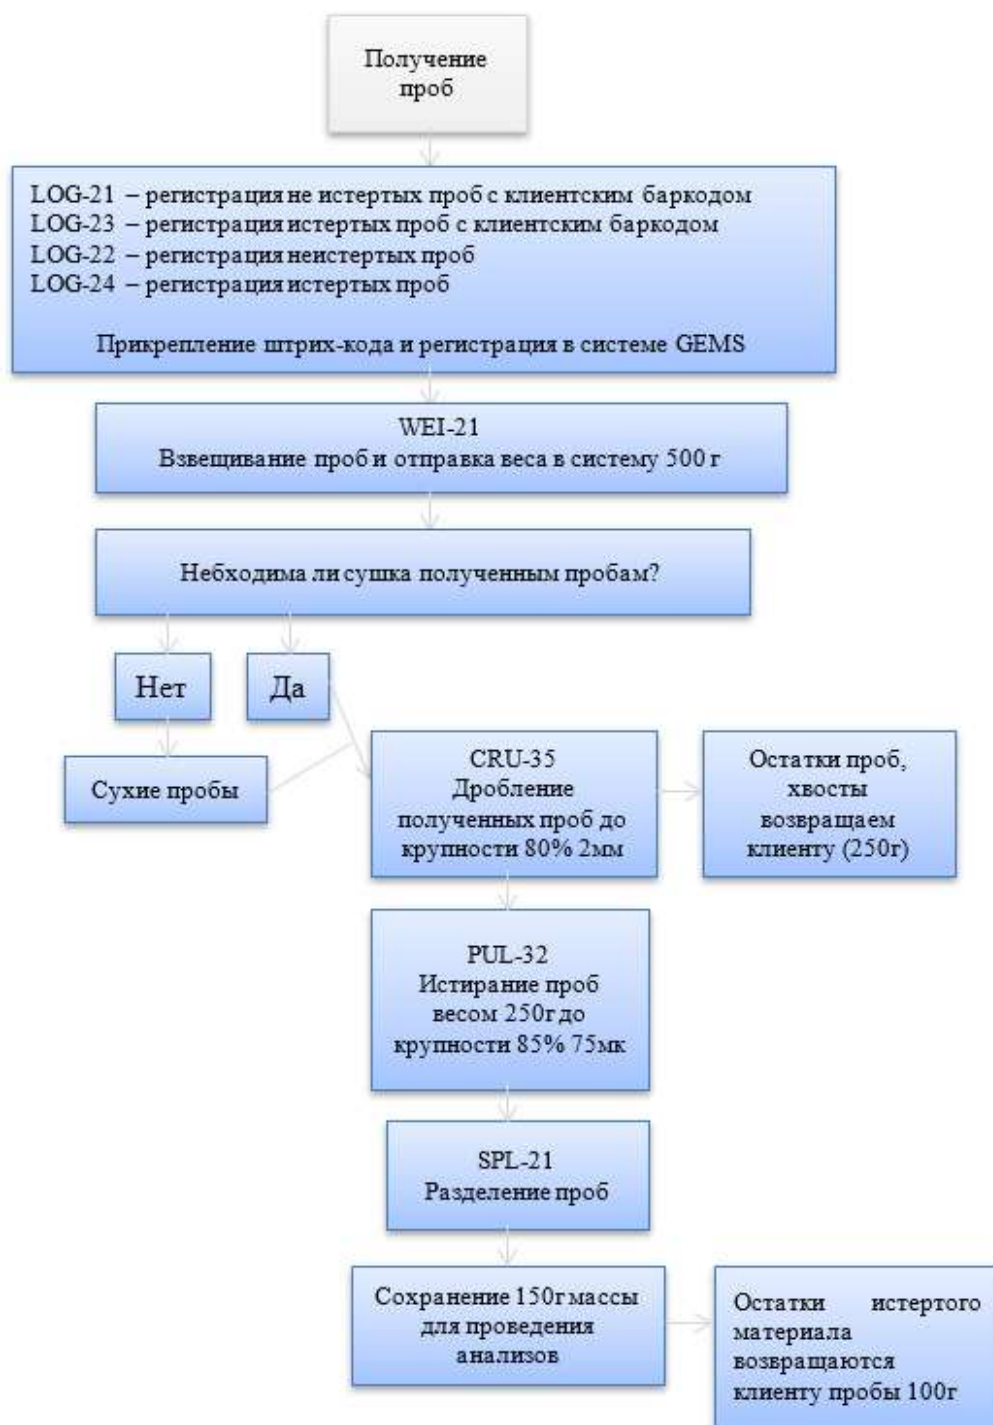 Получение
проб
LOG-21 – регистрация не истертых проб с клиентским баркодом
LOG-23 – регистрация истертых проб с клиентским баркодом
LOG-22 – регистрация неистертых проб
LOG-24 – регистрация истертых проб
Прикрепление штрих-кода и регистрация в системе GEMS
WEI-21
Взвещивание проб и отправка веса в систему 500 г
Небходима ли сушка полученным пробам?
Нет
Да
Сухие пробы
CRU-35
Дробление
полученных проб до
крупности 80% 2мм
Остатки проб,
хвосты
возвращаем
клиенту (250г)
PUL-32
Истирание проб
весом 250г до
крупности 85% 75мк
SPL-21
Разделение проб
Сохранение 150г массы
для проведения
анализов
Остатки истертого
материала
возвращаются
клиенту пробы 100г